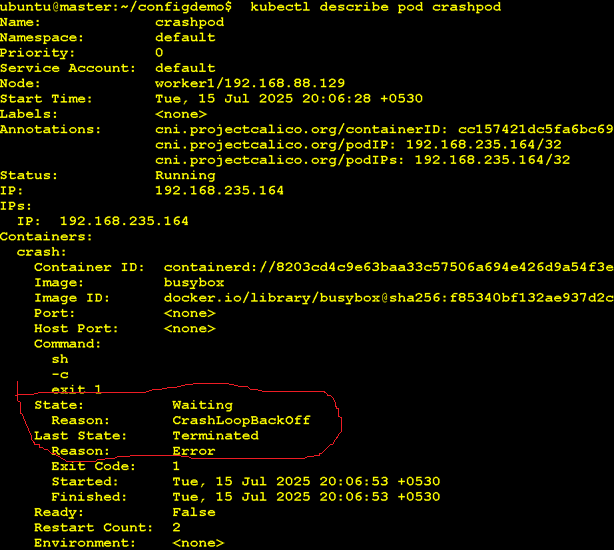 ubuntu@master:~/configdemo$ kubectl describe pod crashpod
Name: crashpod
Namespace: default
Priority: 0
Service Account: default
Node: worker1/192.168.88.129
Start Time: Tue, 15 Jul 2025 20:06:28 +0530
Labels: <none>
Annotations: cni.projectcalico.org/containerID: cc157421dc5fa6bc69
cni.projectcalico.org/podIP: 192.168.235.164/32
cni.projectcalico.org/podIPs: 192.168.235.164/32
Status: Running
IP: 192.168.235.164
IPs:
IP: 192.168.235.164
Containers:
crash:
Container ID: containerd://8203cd4c9e63baa33c57506a694e426d9a54f3e
Image: busybox
Image ID: docker.io/library/busybox@sha256:f85340bf132ae937d2c
Port: <none>
Host Port: <none>
Command:
sh
-c
exit 1
State: Waiting
Reason: CrashLoopBackOff
Last State: Terminated
Reason: Error
Exit Code: 1
Started: Tue, 15 Jul 2025 20:06:53 +0530
Finished: Tue, 15 Jul 2025 20:06:53 +0530
Ready: False
Restart Count: 2
Environment: <none>